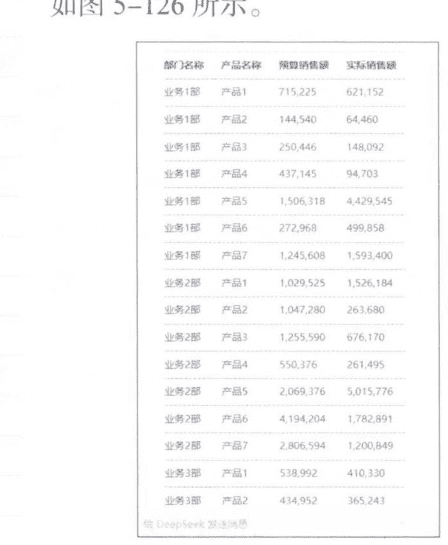 如图 5-126 所示。
部门名称 产品名称 预算销售额 实际销售额
业务1部 产品1 715,225 621,152
业务1部 产品2 144,540 64,460
业务1部 产品3 250,446 148,092
业务1部 产品4 437,145 94,703
业务1部 产品5 1,506,318 4,429,545
业务1部 产品6 272,968 499,858
业务1部 产品7 1,245,608 1,593,400
业务2部 产品1 1,029,525 1,526,184
业务2部 产品2 1,047,280 263,680
业务2部 产品3 1,255,590 676,170
业务2部 产品4 550,376 261,495
业务2部 产品5 2,069,376 5,015,776
业务2部 产品6 4,194,204 1,782,891
业务2部 产品7 2,806,594 1,200,849
业务3部 产品1 538,992 410,330
业务3部 产品2 434,952 365,243
给 DeepSeek 发送消息